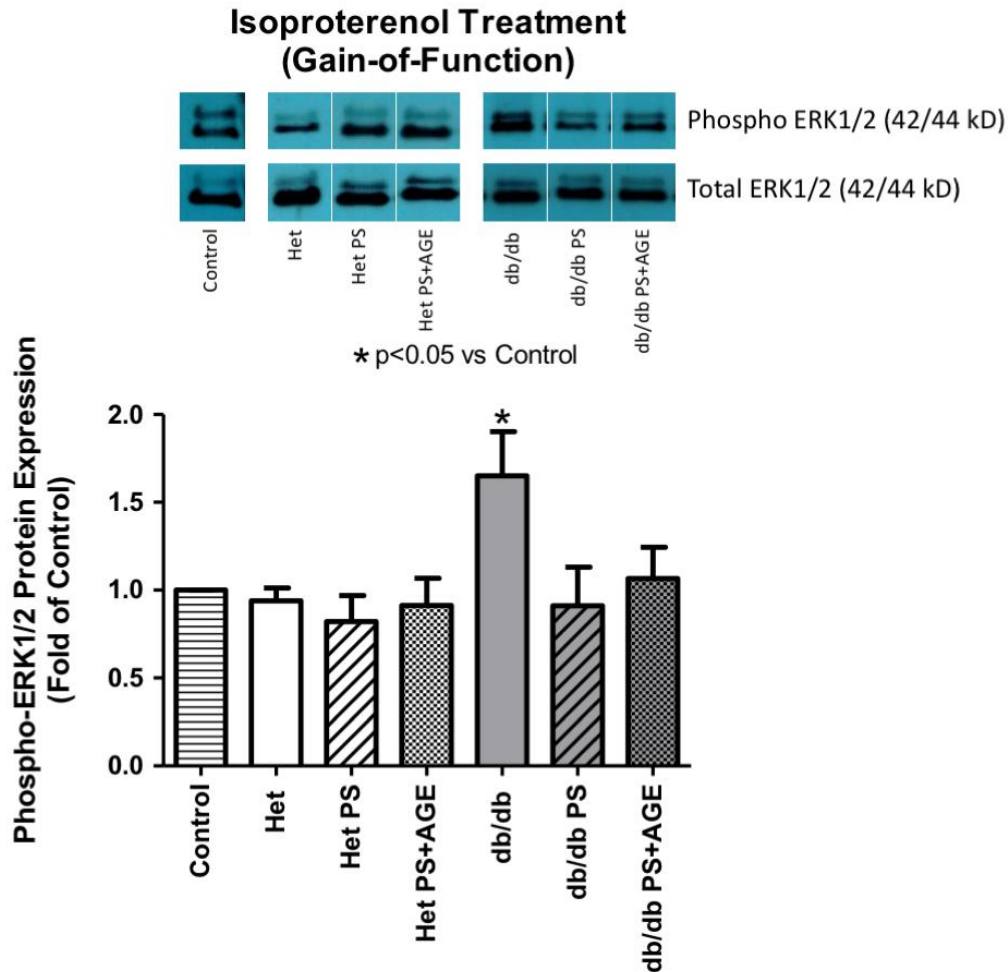 Isoproterenol Treatment
(Gain-of-Function)
Phospho ERK1/2 (42/44 kD)
Total ERK1/2 (42/44 kD)
Control
Het
Het PS
Het PS+AGE
db/db
db/db PS
db/db PS+AGE
* p<0.05 vs Control
Phospho-ERK1/2 Protein Expression
(Fold of Control)
2.0
1.5
1.0
0.5
0.0
*
Control
Het
Het PS
Het PS+AGE
db/db
db/db PS
db/db PS+AGE